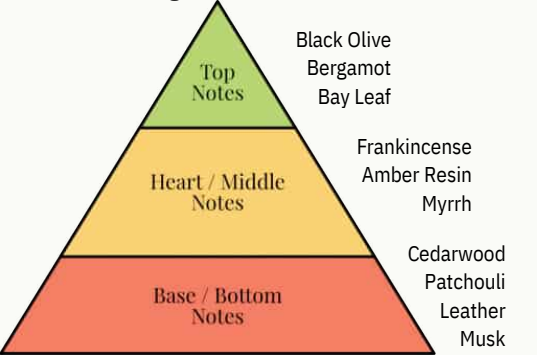 Top
Notes
Black Olive
Bergamot
Bay Leaf
Heart / Middle
Notes
Frankincense
Amber Resin
Myrrh
Base / Bottom
Notes
Cedarwood
Patchouli
Leather
Musk